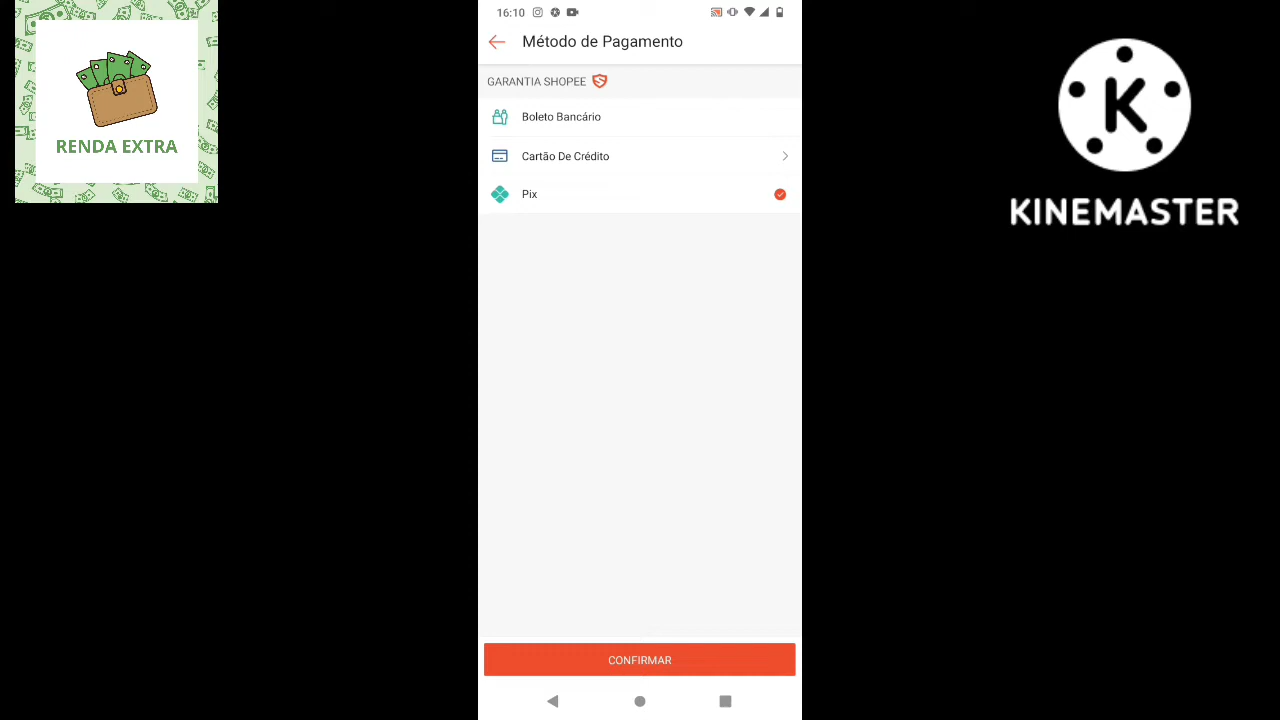 RENDA EXTRA
16:10
Método de Pagamento
GARANTIA SHOPEE
Boleto Bancário
Cartão De Crédito
Pix
CONFIRMAR
K
KINEMASTER